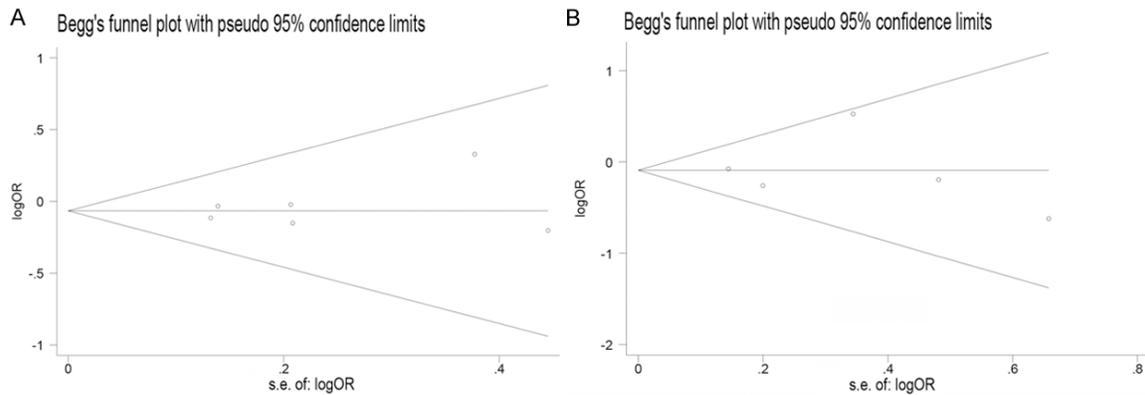 A
Begg's funnel plot with pseudo 95% confidence limits
1
.5
0
-.5
-1
logOR
0
.2
.4
s.e. of: logOR
B
Begg's funnel plot with pseudo 95% confidence limits
1
0
-1
-2
logOR
0
.2
.4
.6
.8
s.e. of: logOR